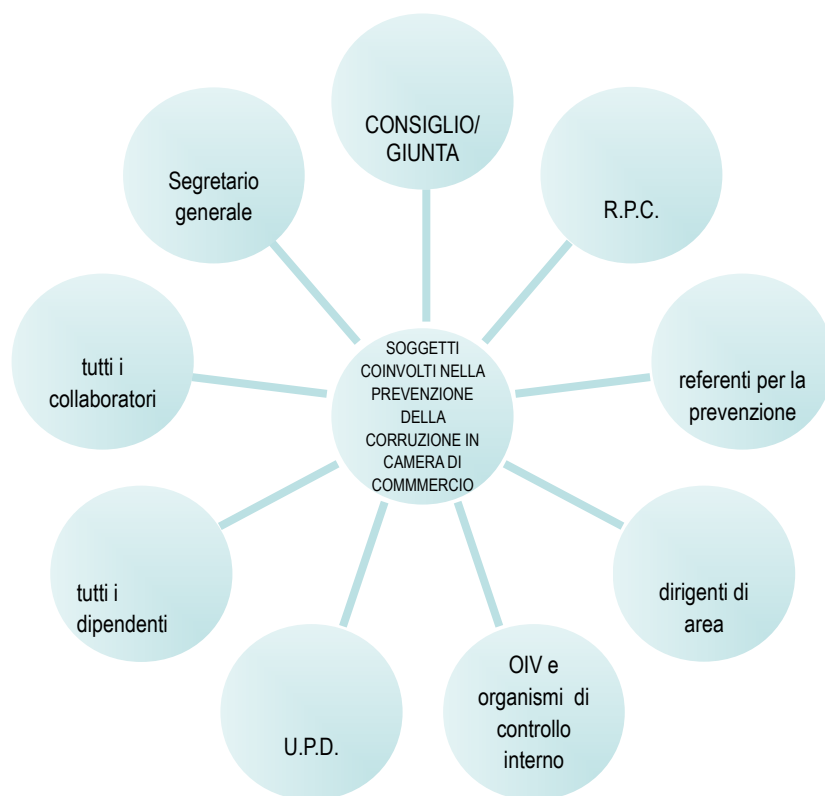 CONSIGLIO/
GIUNTA
R.P.C.
referenti per la
prevenzione
dirigenti di
area
OIV e
organismi di
controllo
interno
U.P.D.
tutti i
dipendenti
tutti i
collaboratori
Segretario
generale
SOGGETTI
COINVOLTI NELLA
PREVENZIONE
DELLA
CORRUZIONE IN
CAMERA DI
COMMMERCIO